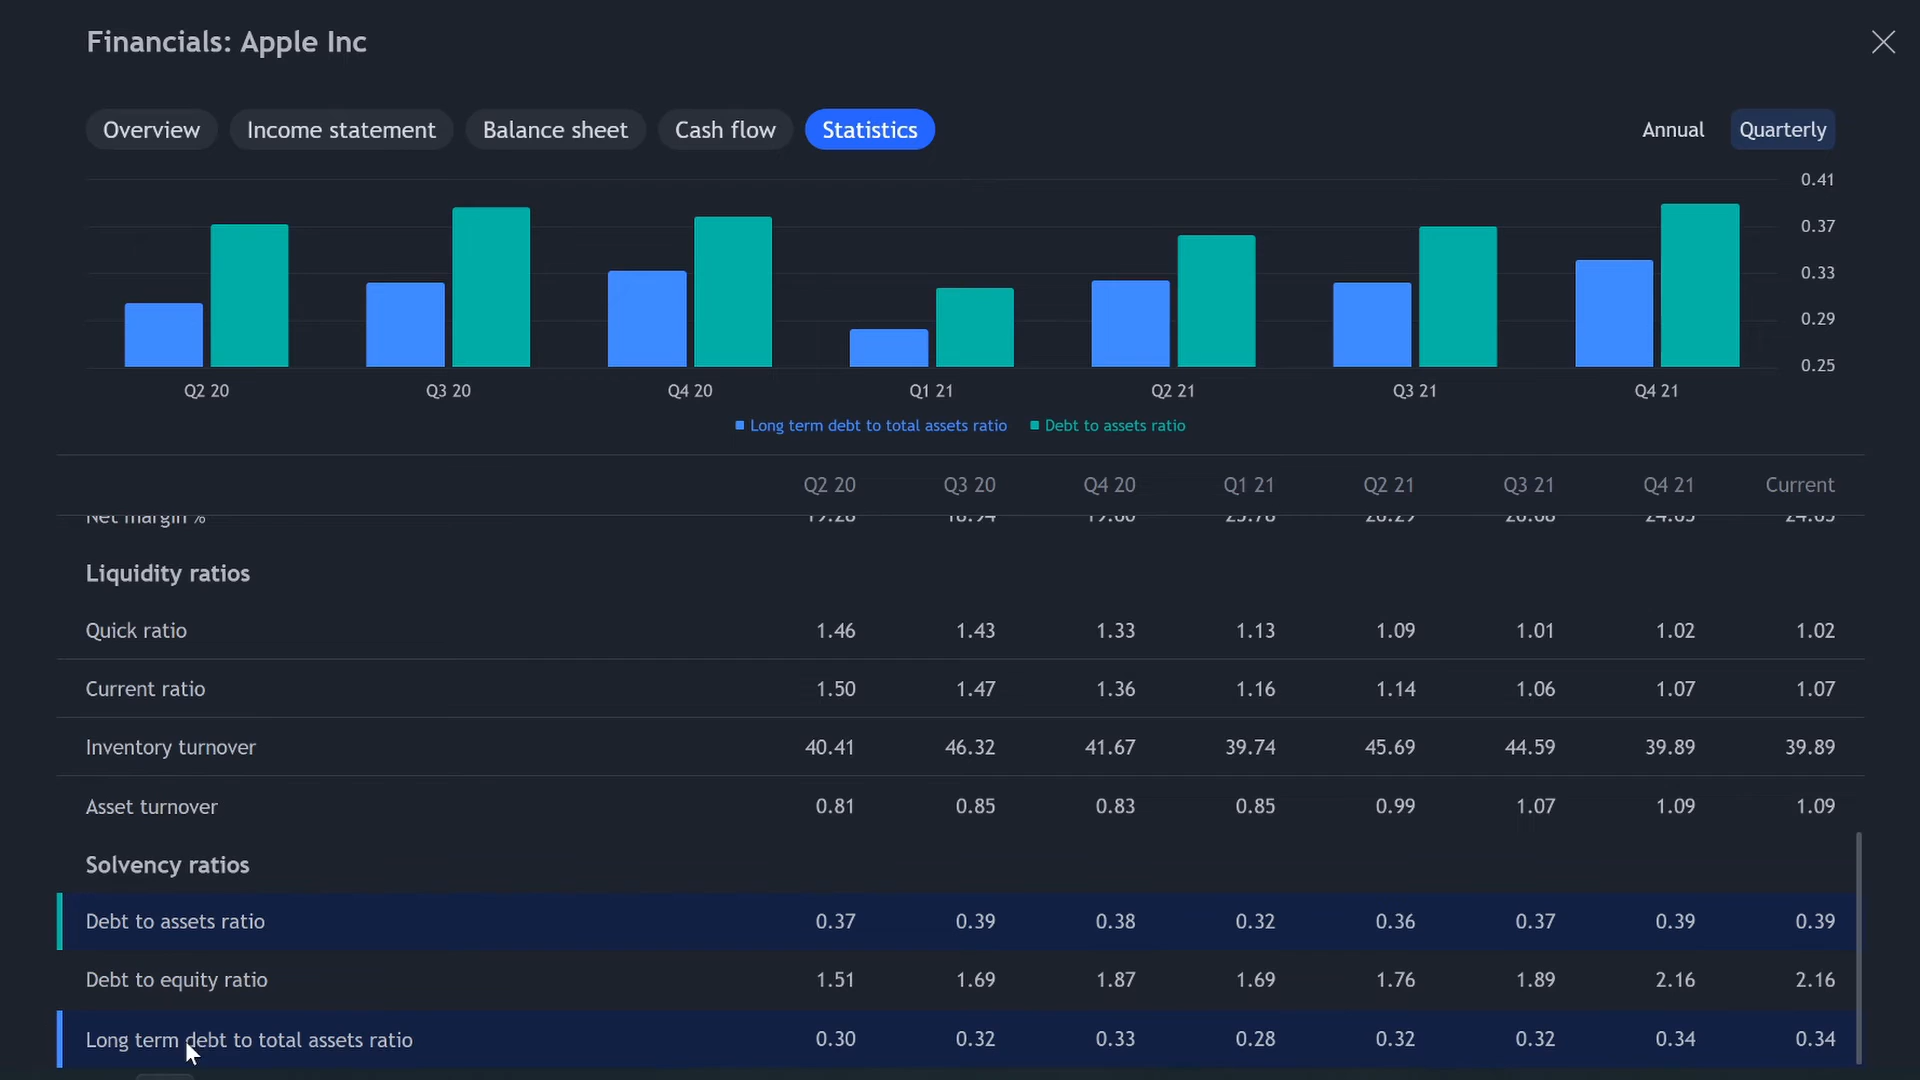 Financials: Apple Inc
Overview Income statement Balance sheet Cash flow Statistics Annual Quarterly
0.41
0.37
0.33
0.29
0.25
Q2 20 Q3 20 Q4 20 Q1 21 Q2 21 Q3 21 Q4 21
Long term debt to total assets ratio Debt to assets ratio
Q2 20 Q3 20 Q4 20 Q1 21 Q2 21 Q3 21 Q4 21 Current
Net margin %
Liquidity ratios
Quick ratio 1.46 1.43 1.33 1.13 1.09 1.01 1.02 1.02
Current ratio 1.50 1.47 1.36 1.16 1.14 1.06 1.07 1.07
Inventory turnover 40.41 46.32 41.67 39.74 45.69 44.59 39.89 39.89
Asset turnover 0.81 0.85 0.83 0.85 0.99 1.07 1.09 1.09
Solvency ratios
Debt to assets ratio 0.37 0.39 0.38 0.32 0.36 0.37 0.39 0.39
Debt to equity ratio 1.51 1.69 1.87 1.69 1.76 1.89 2.16 2.16
Long term debt to total assets ratio 0.30 0.32 0.33 0.28 0.32 0.32 0.34 0.34